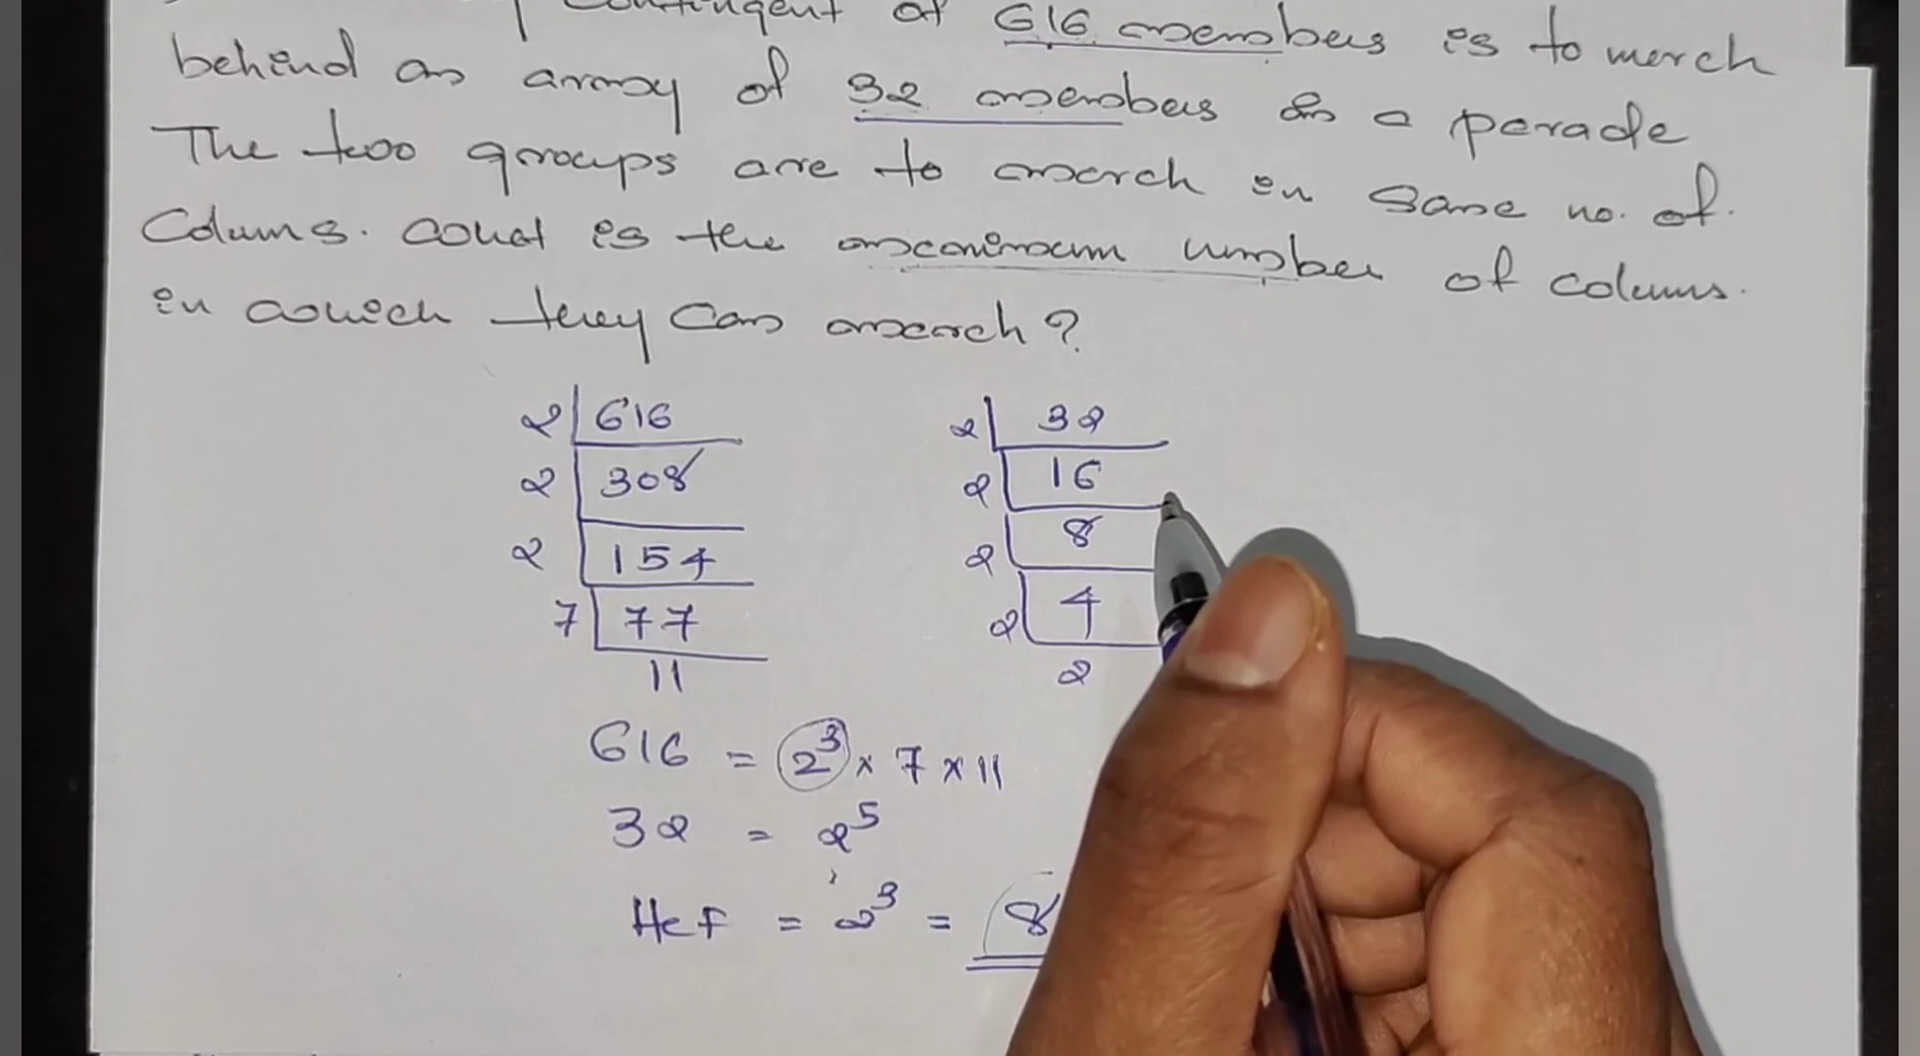 contingent of 616 members is to march
behind an army of 32 members in a parade
The two groups are to march in same no. of.
Colums. What is the maximum number of colums.
in which they can march?
2 | 616
2 | 308
2 | 154
7 | 77
11
2 | 32
2 | 16
2 | 8
2 | 4
2
616 = 2³ × 7 × 11
32 = 2⁵
HCF = 2³ = 8